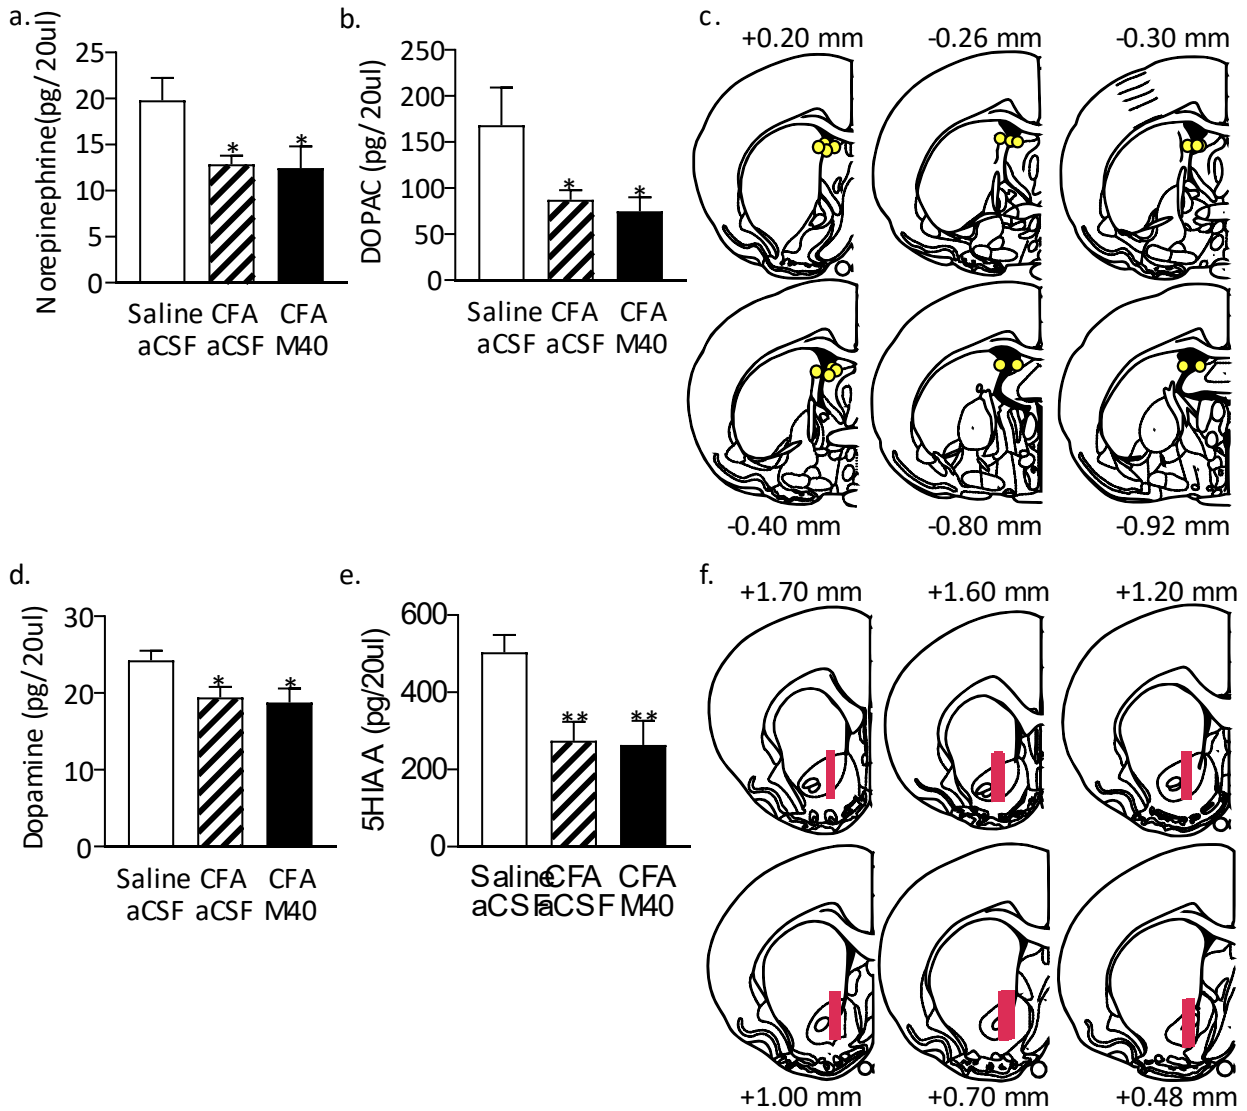 a.
Norepinephrine(pg/20ul)
25
20
15
10
5
0
*
*
Saline CFA CFA
aCSF aCSF M40
b.
DOPAC (pg/20ul)
250
200
150
100
50
0
*
*
Saline CFA CFA
aCSF aCSF M40
c.
+0.20 mm
-0.26 mm
-0.30 mm
-0.40 mm
-0.80 mm
-0.92 mm
d.
Dopamine (pg/20ul)
30
20
10
0
*
*
Saline CFA CFA
aCSF aCSF M40
e.
5HIAA (pg/20ul)
600
400
200
0
**
**
Saline CFA CFA
aCSF aCSF M40
f.
+1.70 mm
+1.60 mm
+1.20 mm
+1.00 mm
+0.70 mm
+0.48 mm